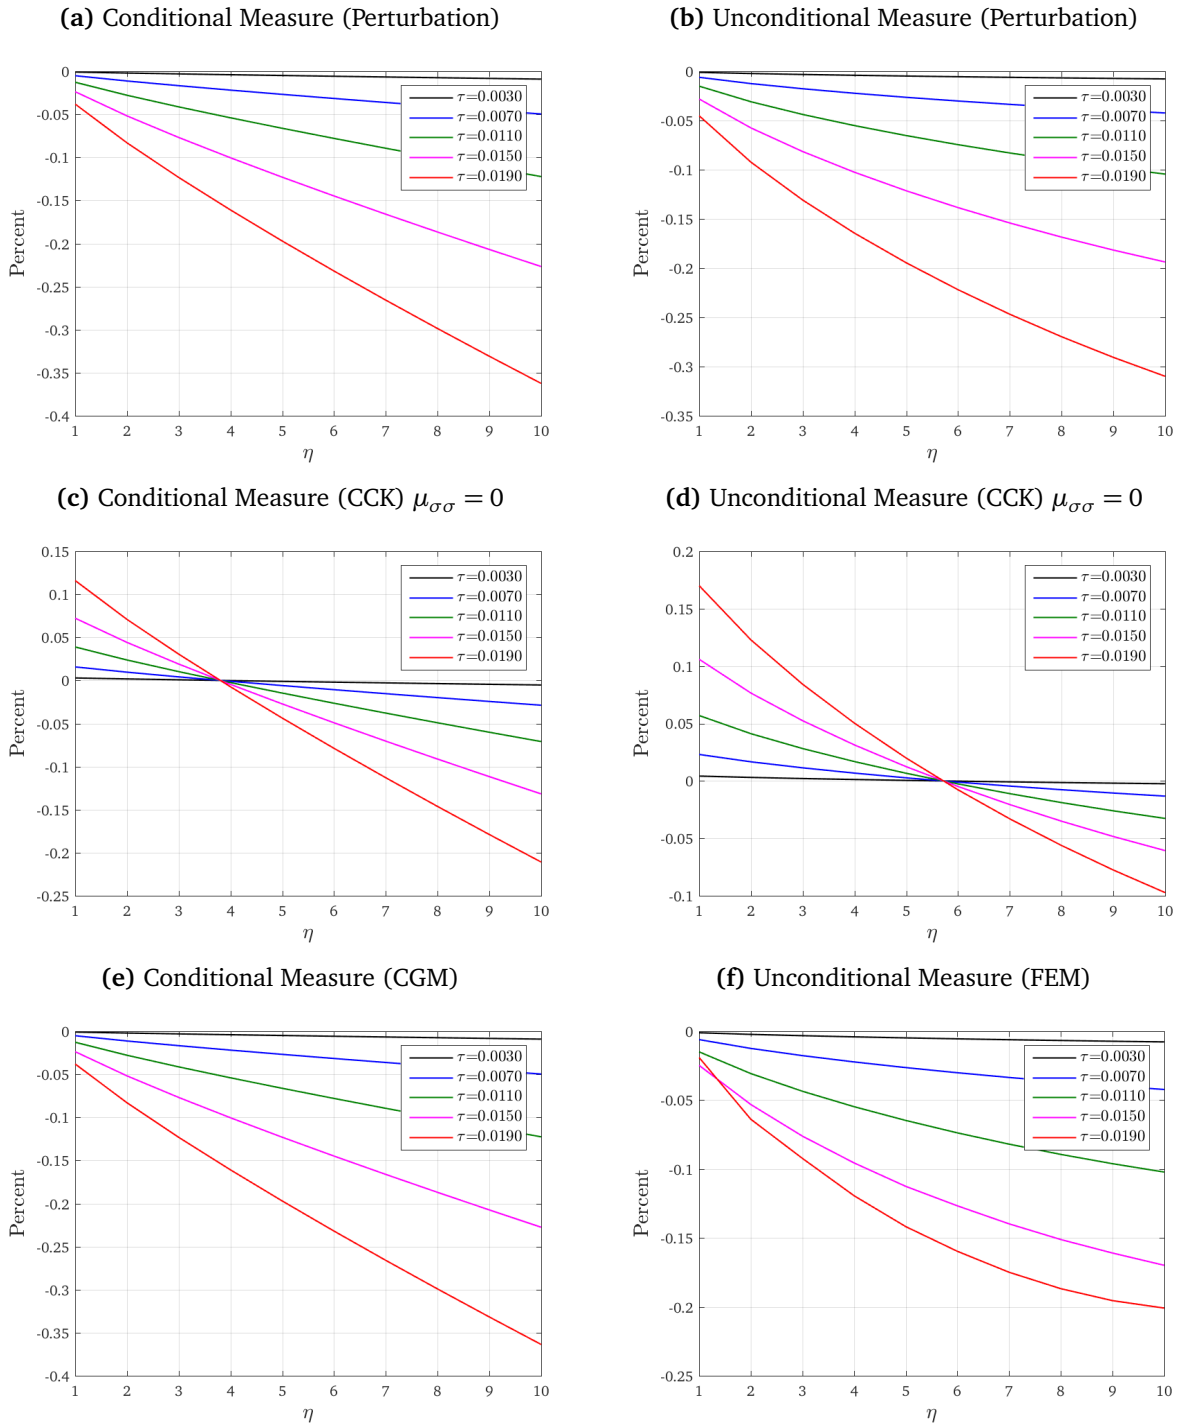 (a) Conditional Measure (Perturbation)
0
-0.05
-0.1
-0.15
-0.2
-0.25
-0.3
-0.35
-0.4
Percent
τ=0.0030
τ=0.0070
τ=0.0110
τ=0.0150
τ=0.0190
1 2 3 4 5 6 7 8 9 10
η
(b) Unconditional Measure (Perturbation)
0
-0.05
-0.1
-0.15
-0.2
-0.25
-0.3
-0.35
Percent
τ=0.0030
τ=0.0070
τ=0.0110
τ=0.0150
τ=0.0190
1 2 3 4 5 6 7 8 9 10
η
(c) Conditional Measure (CCK) μσσ = 0
0.15
0.1
0.05
0
-0.05
-0.1
-0.15
-0.2
-0.25
Percent
τ=0.0030
τ=0.0070
τ=0.0110
τ=0.0150
τ=0.0190
1 2 3 4 5 6 7 8 9 10
η
(d) Unconditional Measure (CCK) μσσ = 0
0.2
0.15
0.1
0.05
0
-0.05
-0.1
Percent
τ=0.0030
τ=0.0070
τ=0.0110
τ=0.0150
τ=0.0190
1 2 3 4 5 6 7 8 9 10
η
(e) Conditional Measure (CGM)
0
-0.05
-0.1
-0.15
-0.2
-0.25
-0.3
-0.35
-0.4
Percent
τ=0.0030
τ=0.0070
τ=0.0110
τ=0.0150
τ=0.0190
1 2 3 4 5 6 7 8 9 10
η
(f) Unconditional Measure (FEM)
0
-0.05
-0.1
-0.15
-0.2
-0.25
Percent
τ=0.0030
τ=0.0070
τ=0.0110
τ=0.0150
τ=0.0190
1 2 3 4 5 6 7 8 9 10
η